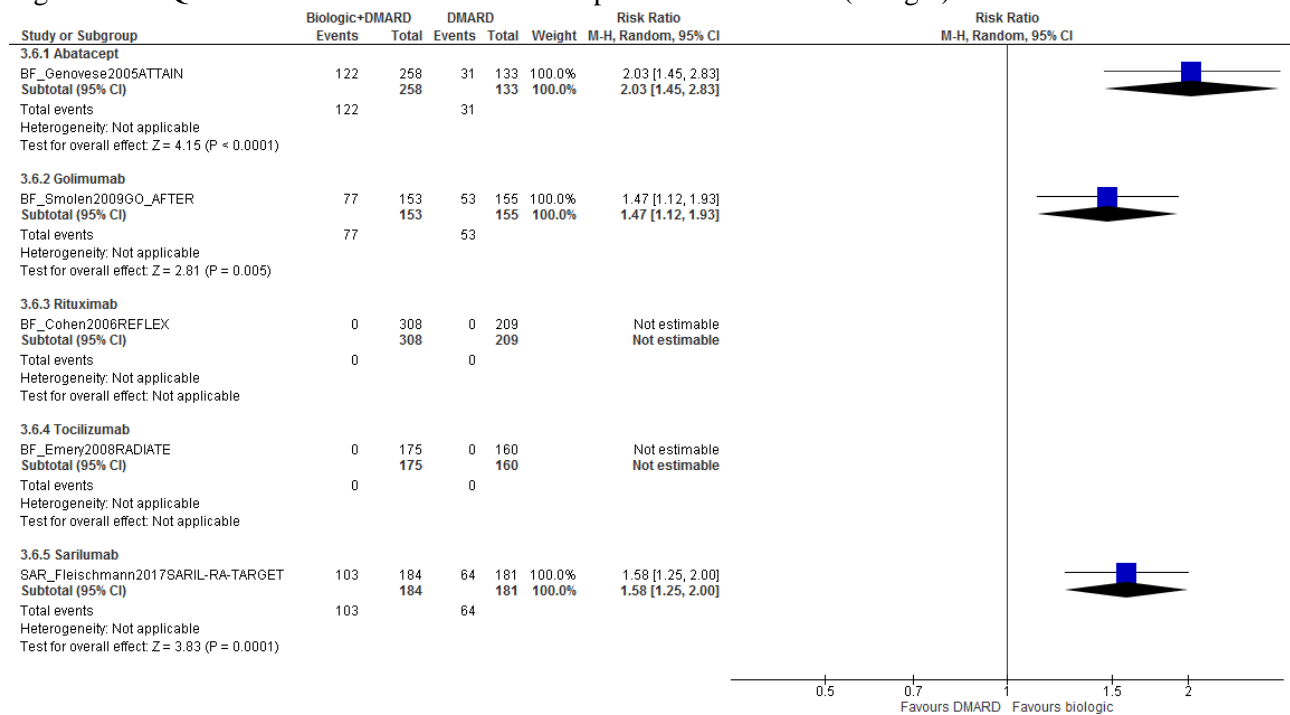 Biologic+DMARD DMARD Risk Ratio Risk Ratio
Study or Subgroup Events Total Events Total Weight M-H, Random, 95% CI M-H, Random, 95% CI
3.6.1 Abatacept
BF_Genovese2005ATTAIN 122 258 31 133 100.0% 2.03 [1.45, 2.83]
Subtotal (95% CI) 258 133 100.0% 2.03 [1.45, 2.83]
Total events 122 31
Heterogeneity: Not applicable
Test for overall effect: Z = 4.15 (P < 0.0001)
3.6.2 Golimumab
BF_Smolen2009GO_AFTER 77 153 53 155 100.0% 1.47 [1.12, 1.93]
Subtotal (95% CI) 153 155 100.0% 1.47 [1.12, 1.93]
Total events 77 53
Heterogeneity: Not applicable
Test for overall effect: Z = 2.81 (P = 0.005)
3.6.3 Rituximab
BF_Cohen2006REFLEX 0 308 0 209 Not estimable
Subtotal (95% CI) 308 209 Not estimable
Total events 0 0
Heterogeneity: Not applicable
Test for overall effect: Not applicable
3.6.4 Tocilizumab
BF_Emery2008RADIATE 0 175 0 160 Not estimable
Subtotal (95% CI) 175 160 Not estimable
Total events 0 0
Heterogeneity: Not applicable
Test for overall effect: Not applicable
3.6.5 Sarilumab
SAR_Fleischmann2017SARIL-RA-TARGET 103 184 64 181 100.0% 1.58 [1.25, 2.00]
Subtotal (95% CI) 184 181 100.0% 1.58 [1.25, 2.00]
Total events 103 64
Heterogeneity: Not applicable
Test for overall effect: Z = 3.83 (P = 0.0001)
0.5 0.7 1 1.5 2
Favours DMARD Favours biologic